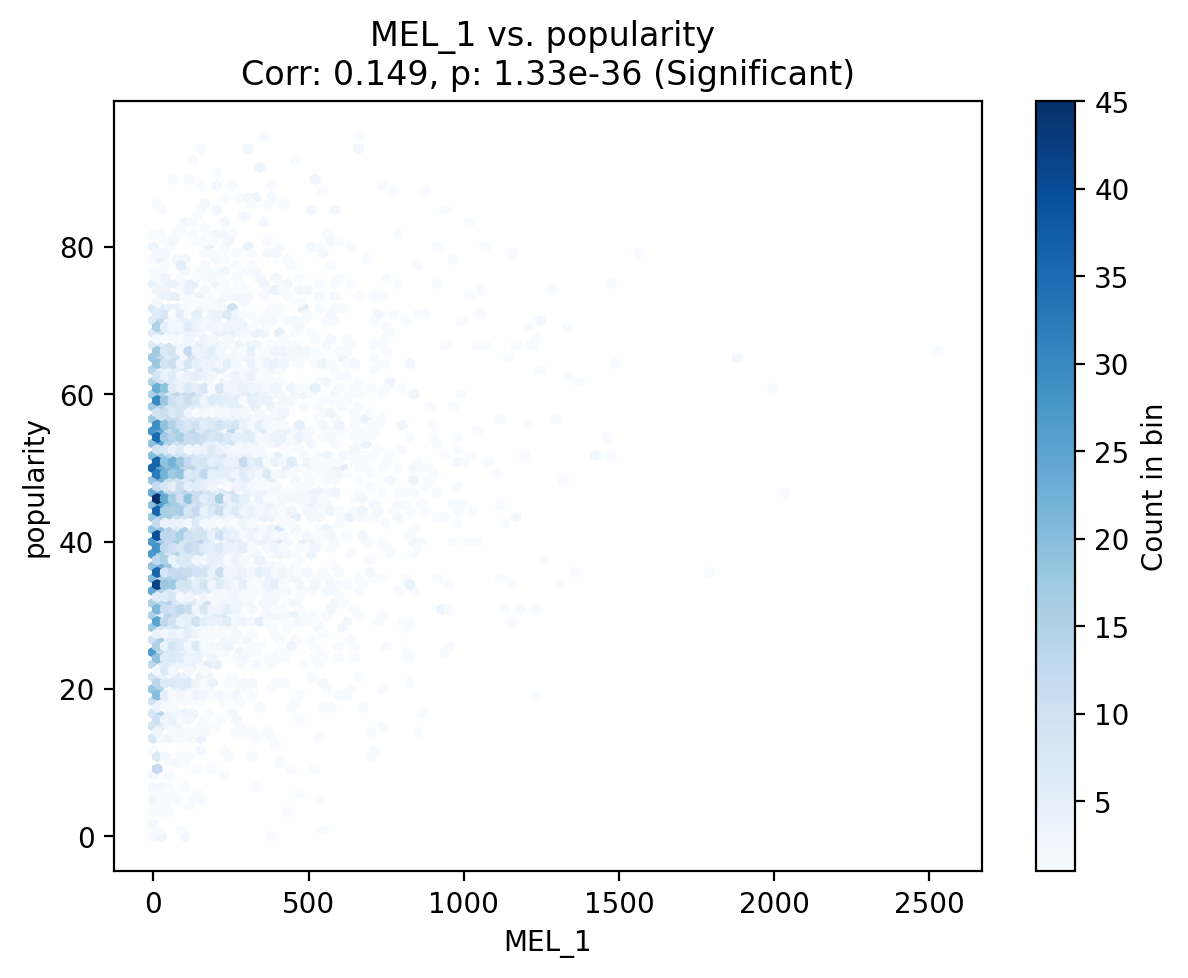 MEL_1 vs. popularity
Corr: 0.149, p: 1.33e-36 (Significant)
popularity
80
60
40
20
0
0 500 1000 1500 2000 2500
MEL_1
45
40
35
30
25
20
15
10
5
Count in bin